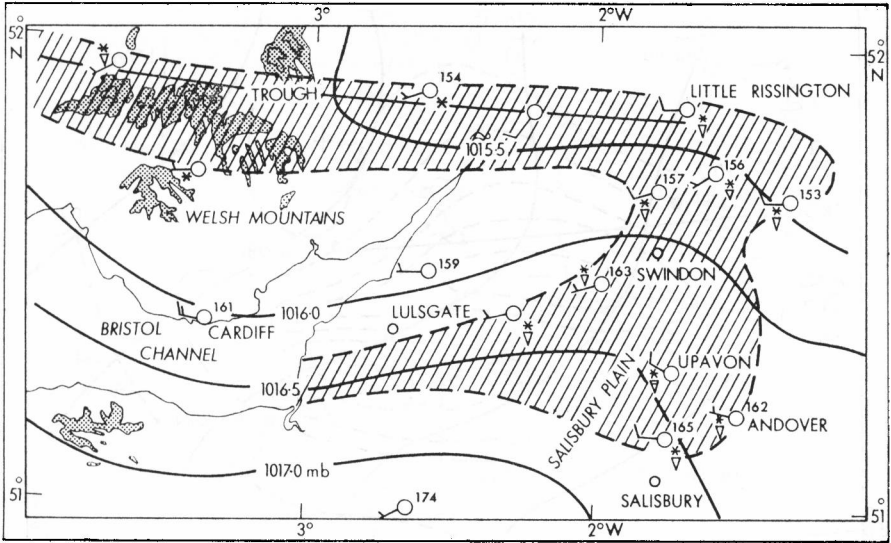 3° 2°W
52° N
52° N
154
TROUGH
LITTLE RISSINGTON
1015·5
156
157
153
WELSH MOUNTAINS
159
SWINDON
163
1016·0
161
CARDIFF
LULSGATE
BRISTOL
CHANNEL
UPAVON
1016·5
SALISBURY PLAIN
162
ANDOVER
165
1017·0 mb
SALISBURY
174
51°
51°
3° 2°W